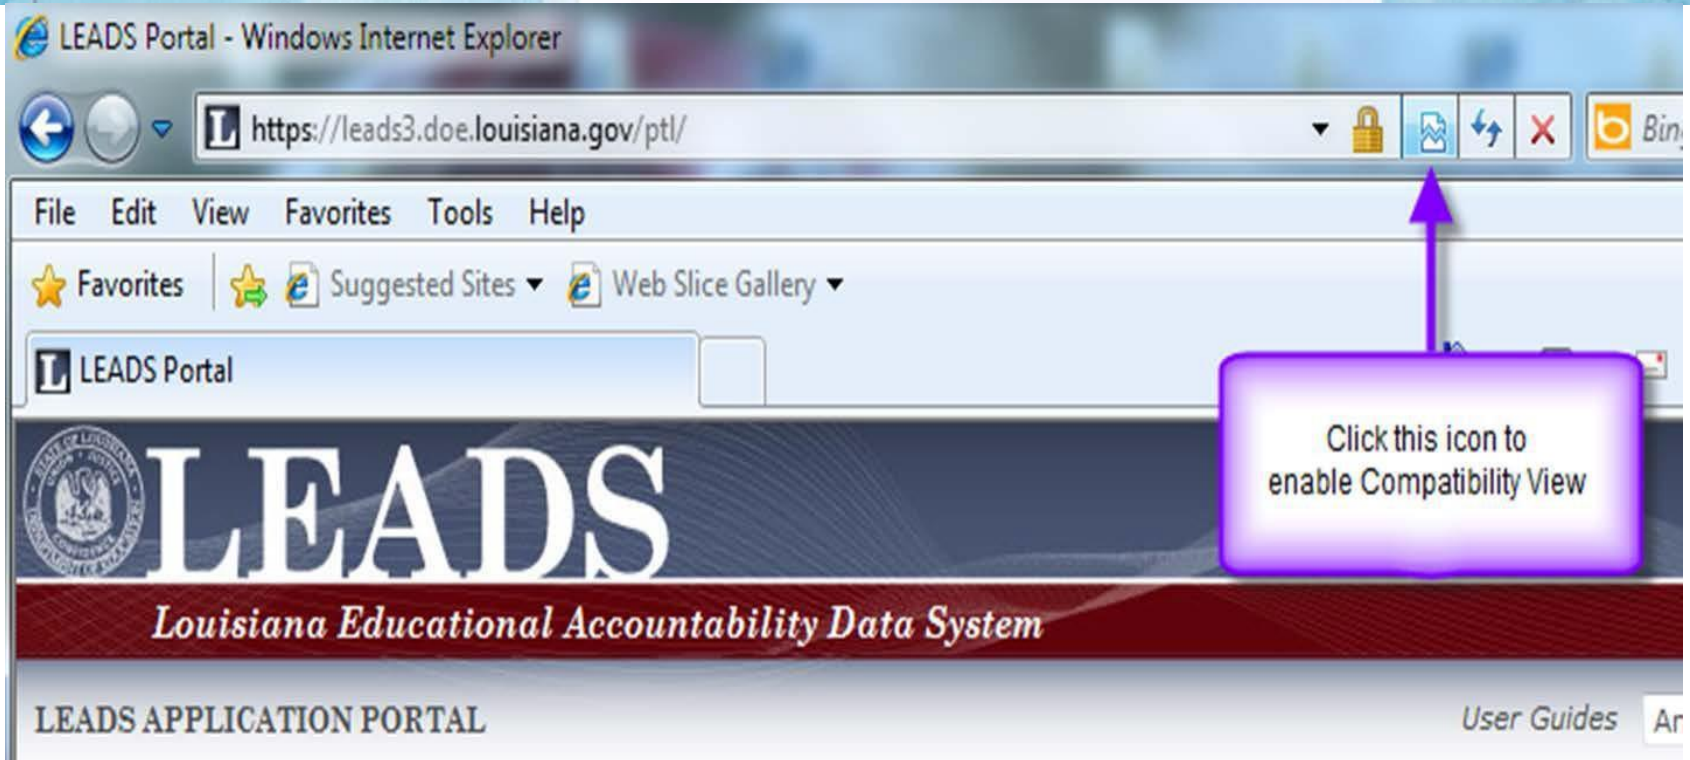 LEADS Portal - Windows Internet Explorer
https://leads3.doe.louisiana.gov/ptl/
File Edit View Favorites Tools Help
Favorites Suggested Sites Web Slice Gallery
LEADS Portal
Click this icon to
enable Compatibility View
LEADS
Louisiana Educational Accountability Data System
LEADS APPLICATION PORTAL
User Guides